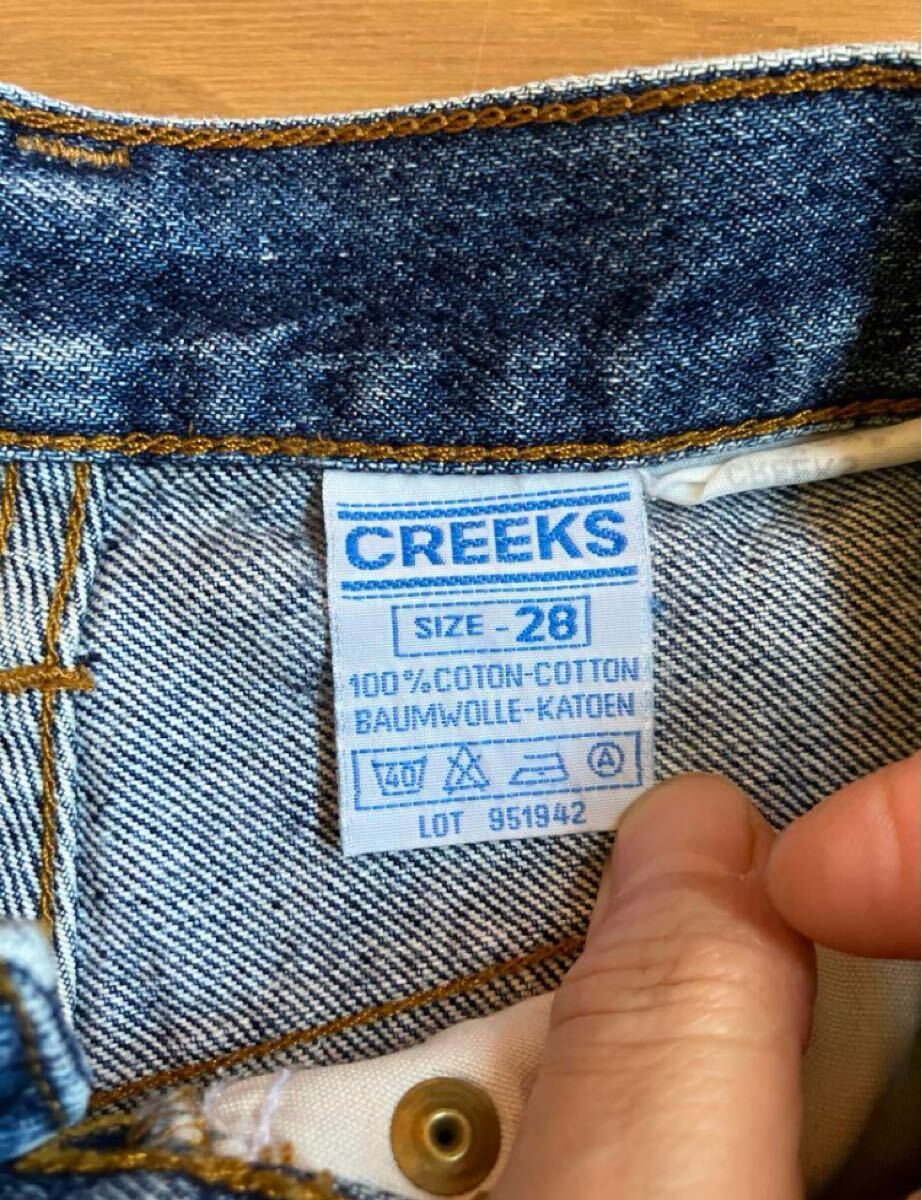 CREEKS
SIZE - 28
100% COTON-COTTON
BAUMWOLLE-KATOEN
40 A
LOT 951942